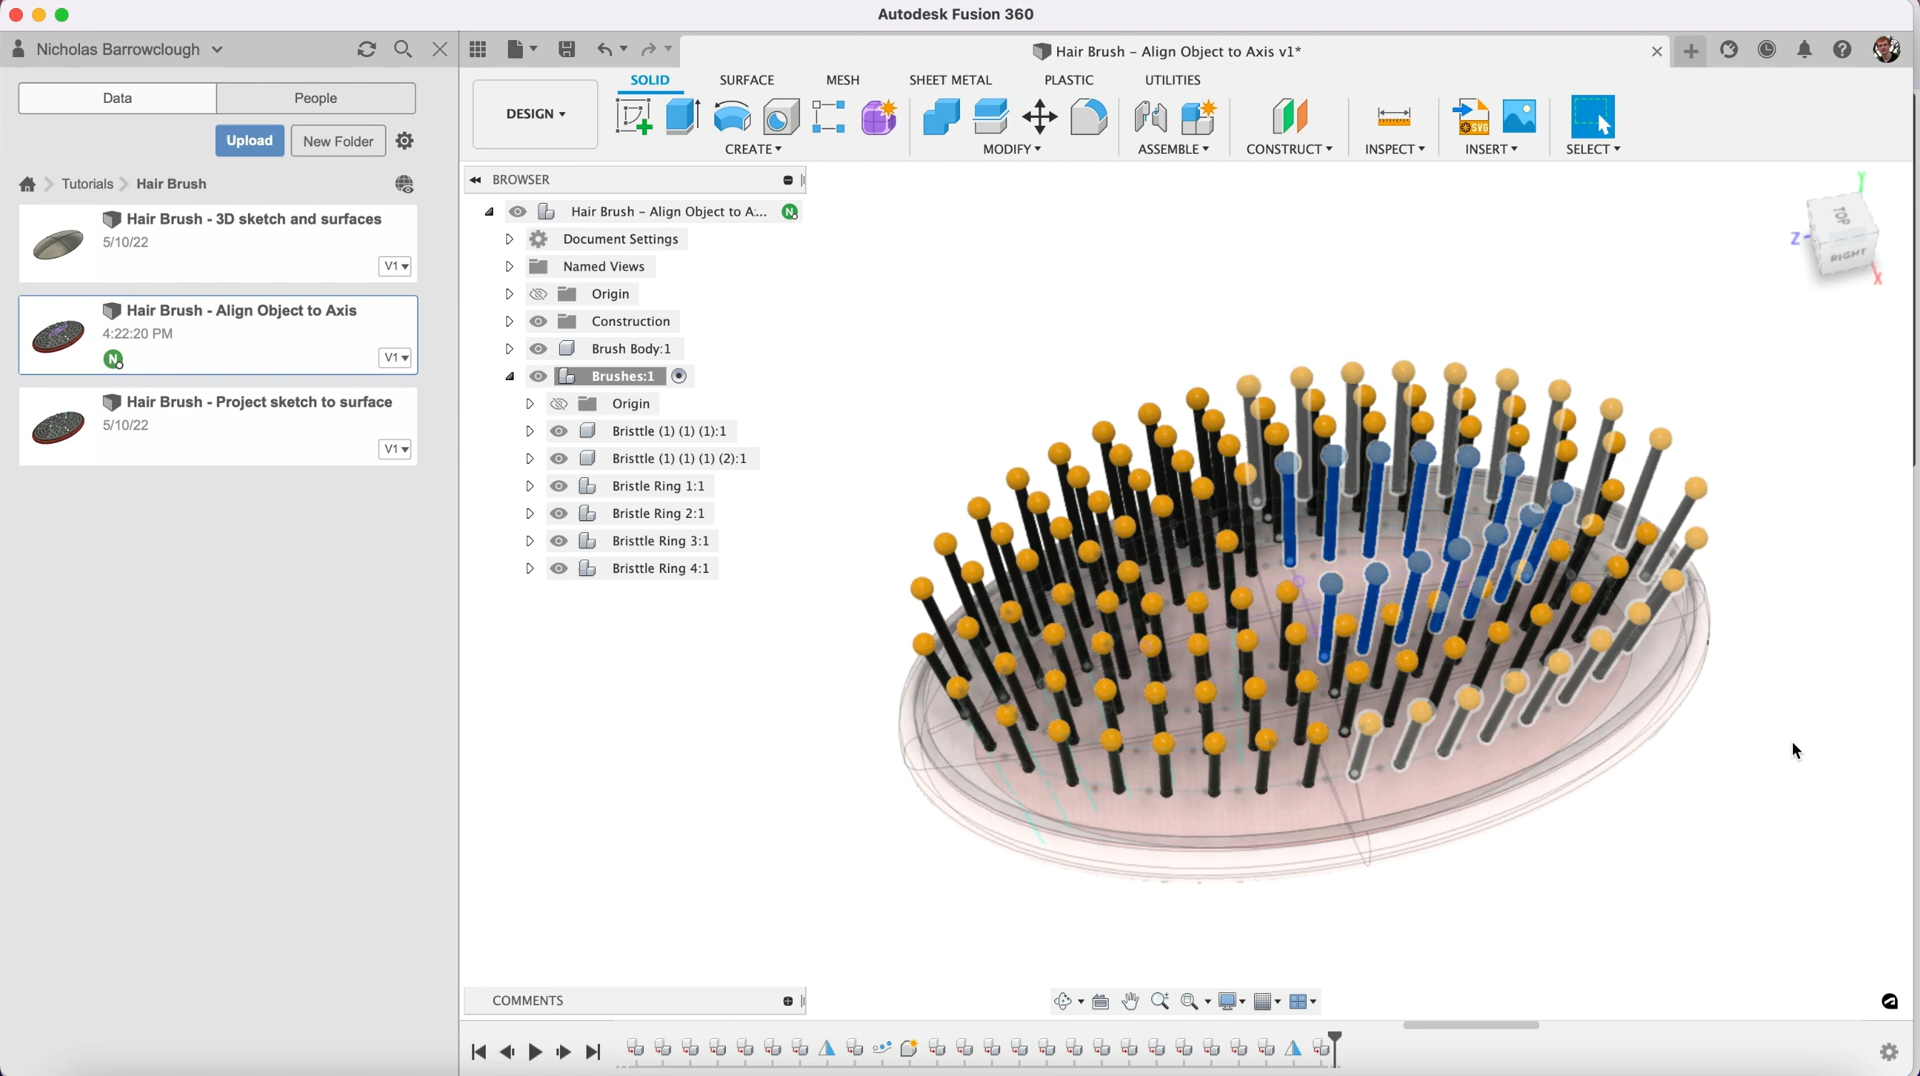 Autodesk Fusion 360
Nicholas Barrowclough
Hair Brush – Align Object to Axis v1*
Data
People
Upload
New Folder
Tutorials
Hair Brush
Hair Brush - 3D sketch and surfaces
5/10/22
V1
Hair Brush - Align Object to Axis
4:22:20 PM
N
V1
Hair Brush - Project sketch to surface
5/10/22
V1
SOLID
SURFACE
MESH
SHEET METAL
PLASTIC
UTILITIES
DESIGN
SVG
CREATE
MODIFY
ASSEMBLE
CONSTRUCT
INSPECT
INSERT
SELECT
BROWSER
Hair Brush – Align Object to A:...
N
Document Settings
Named Views
Origin
Construction
Brush Body:1
Brushes:1
Origin
Bristtle (1) (1) (1):1
Bristtle (1) (1) (1) (2):1
Bristle Ring 1:1
Bristle Ring 2:1
Bristtle Ring 3:1
Bristtle Ring 4:1
Y
Z
X
TOP
RIGHT
COMMENTS